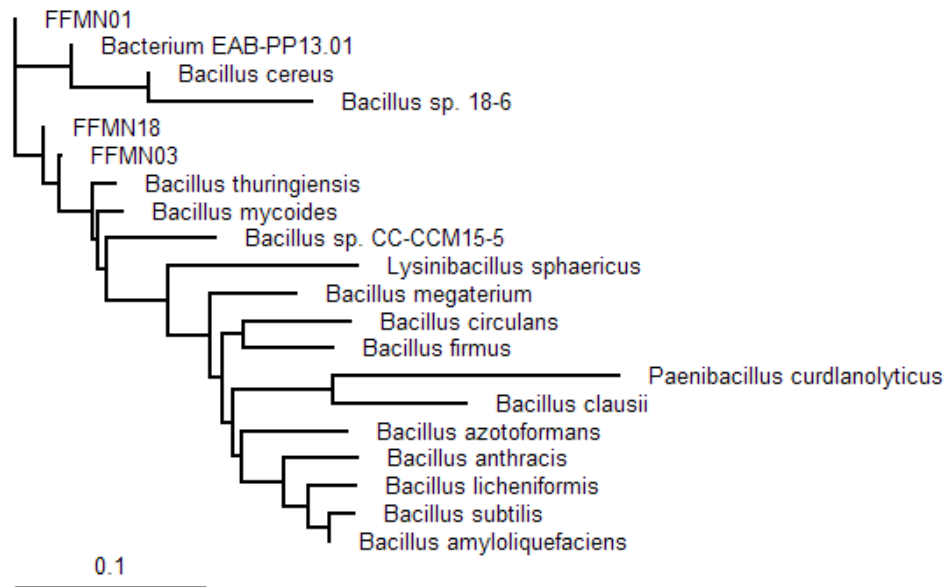 FFMN01
Bacterium EAB-PP13.01
Bacillus cereus
Bacillus sp. 18-6
FFMN18
FFMN03
Bacillus thuringiensis
Bacillus mycoides
Bacillus sp. CC-CCM15-5
Lysinibacillus sphaericus
Bacillus megaterium
Bacillus circulans
Bacillus firmus
Paenibacillus curdlanolyticus
Bacillus clausii
Bacillus azotoformans
Bacillus anthracis
Bacillus licheniformis
Bacillus subtilis
Bacillus amyloliquefaciens
0.1